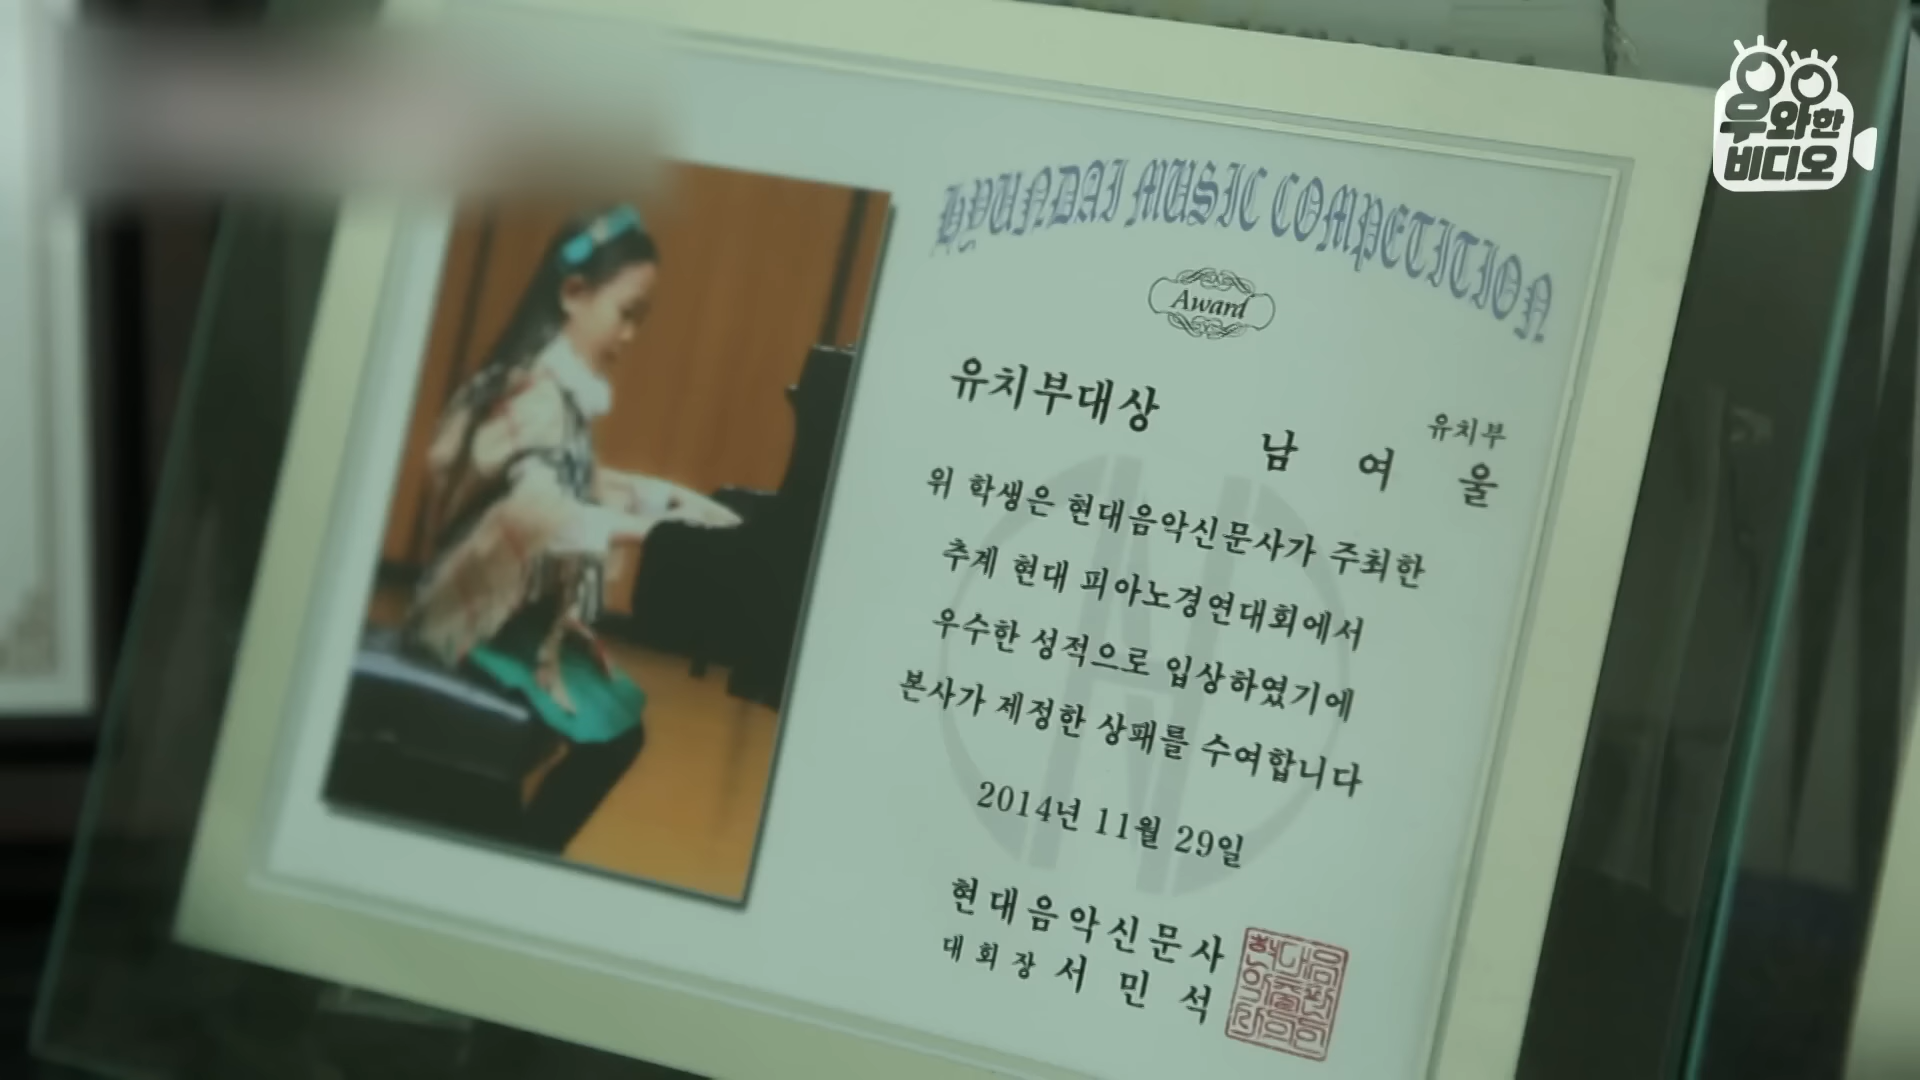 우와한
비디오
HYUNDAI MUSIC COMPETITION
Award
유치부대상
유치부
남 여 울
위 학생은 현대음악신문사가 주최한
추계 현대 피아노경연대회에서
우수한 성적으로 입상하였기에
본사가 제정한 상패를 수여합니다
2014년 11월 29일
현대음악신문사
대회장 서 민 석